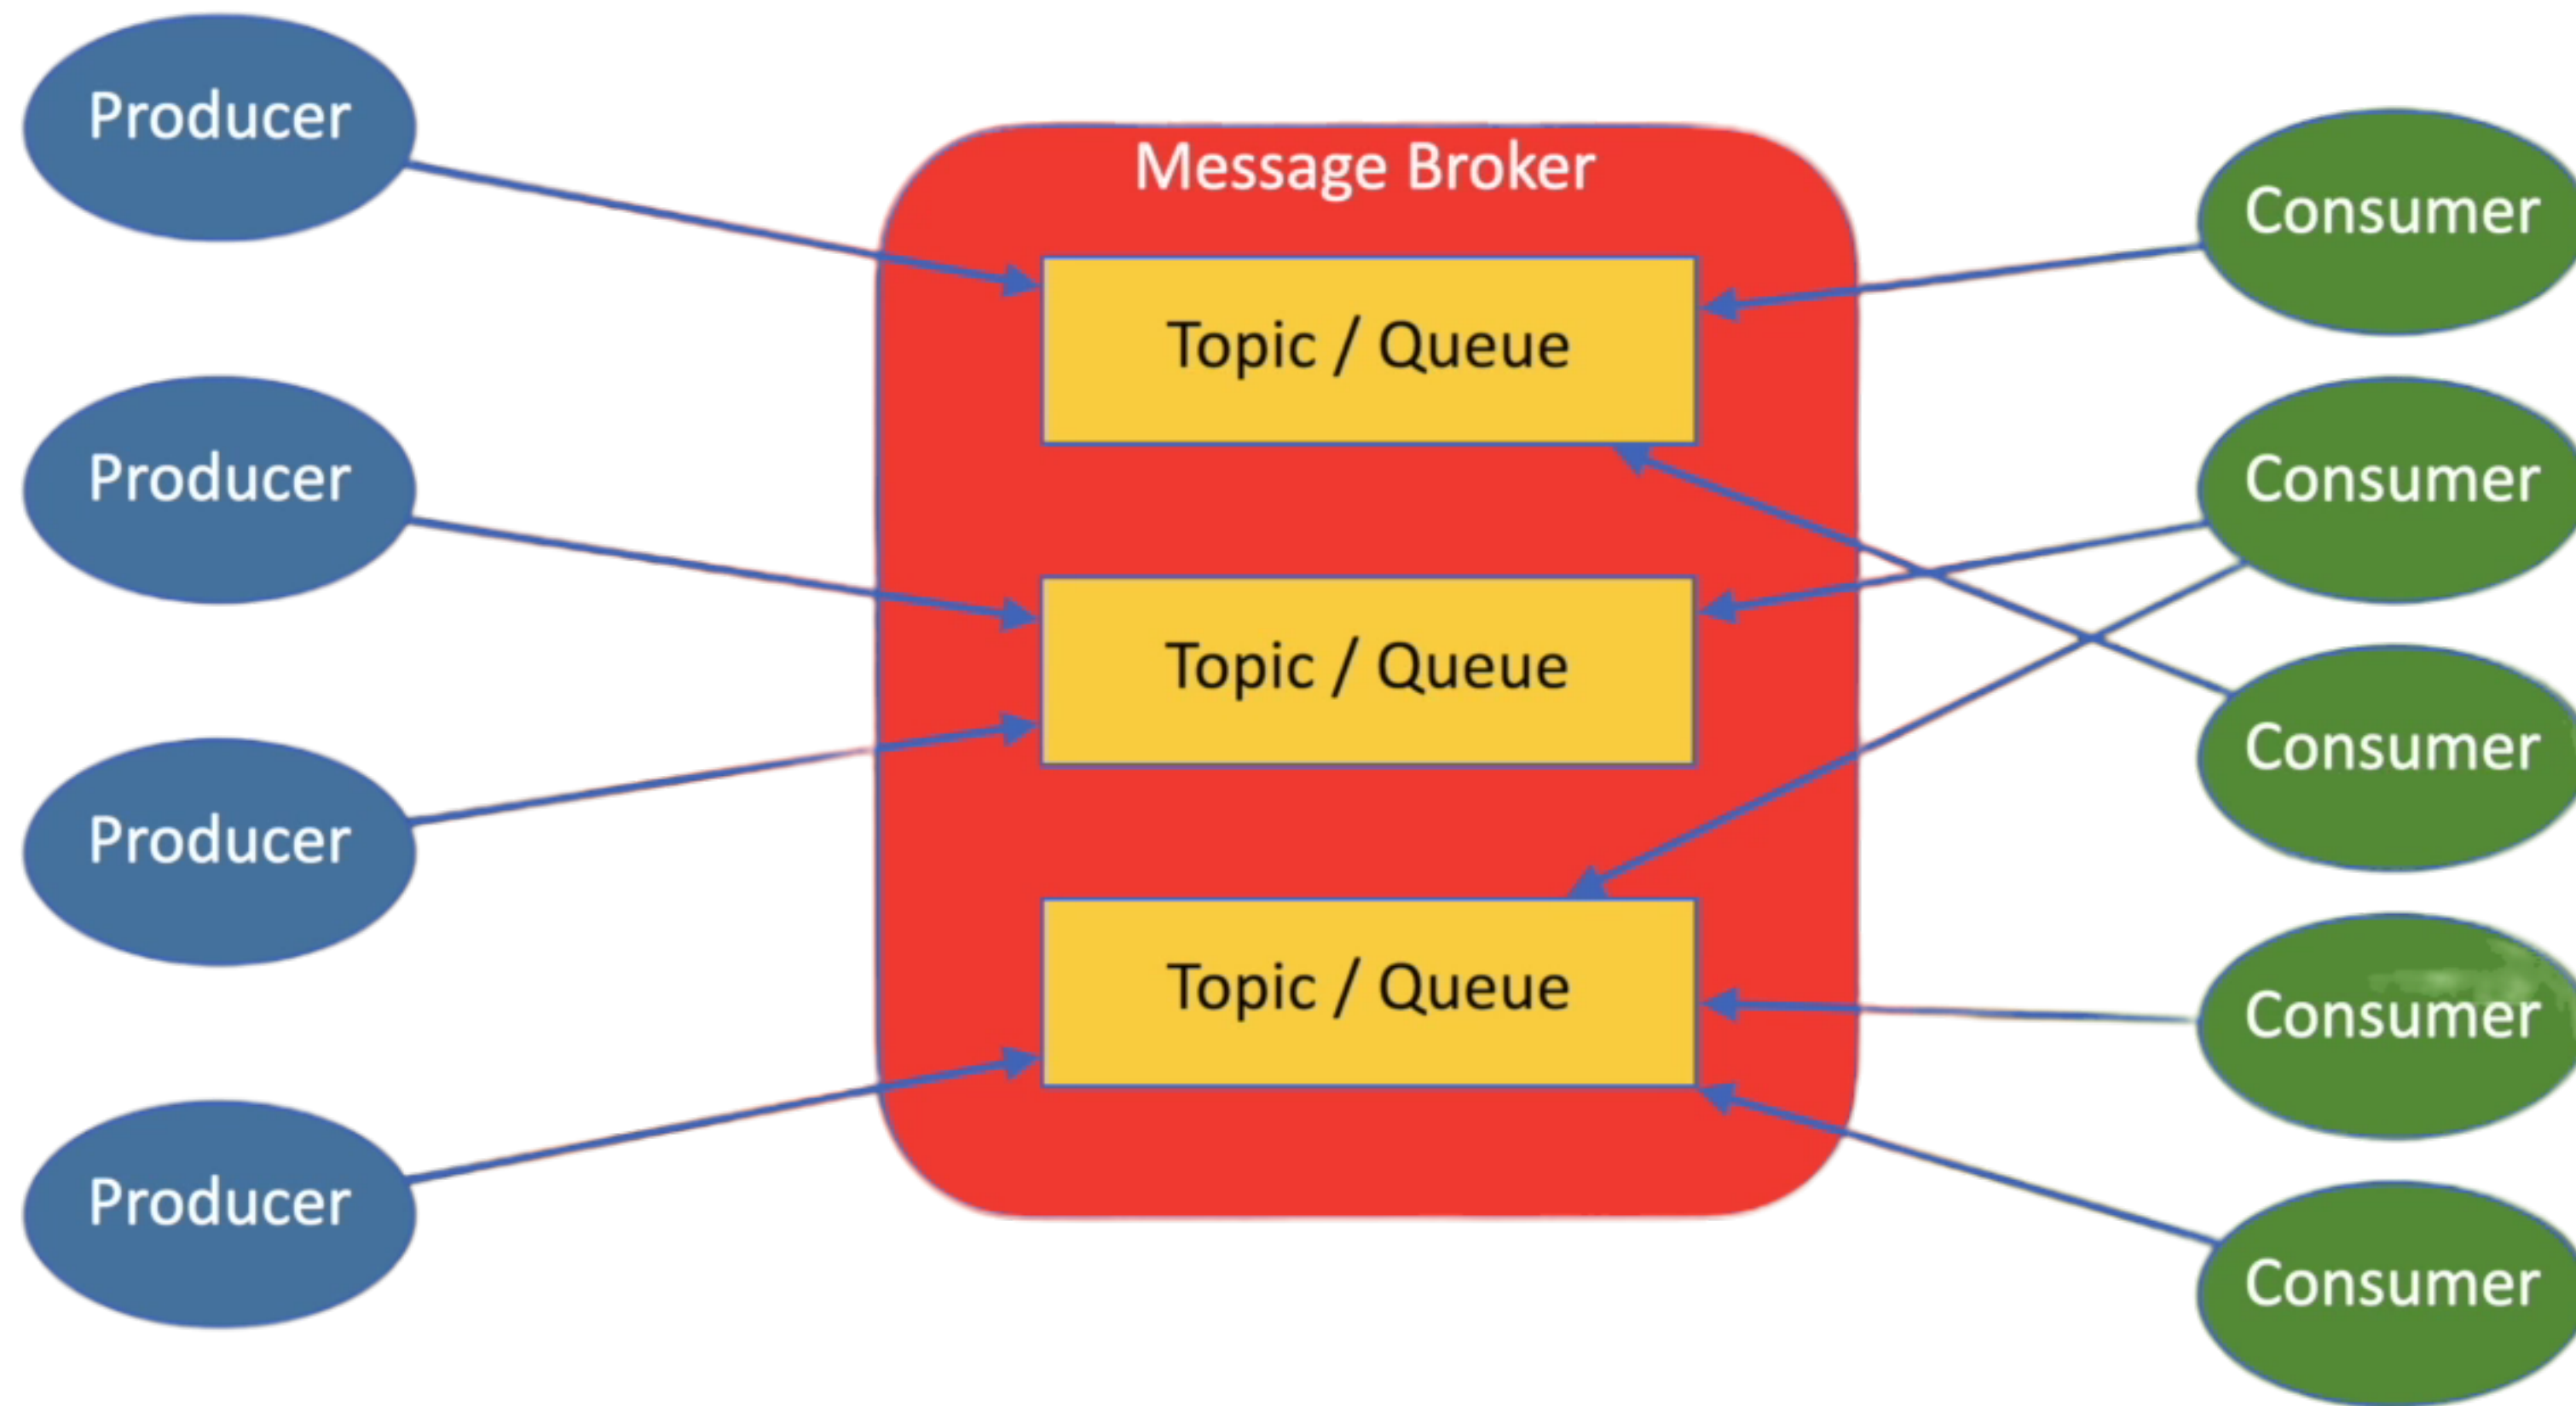 Producer
Producer
Producer
Producer
Message Broker
Topic / Queue
Topic / Queue
Topic / Queue
Consumer
Consumer
Consumer
Consumer
Consumer